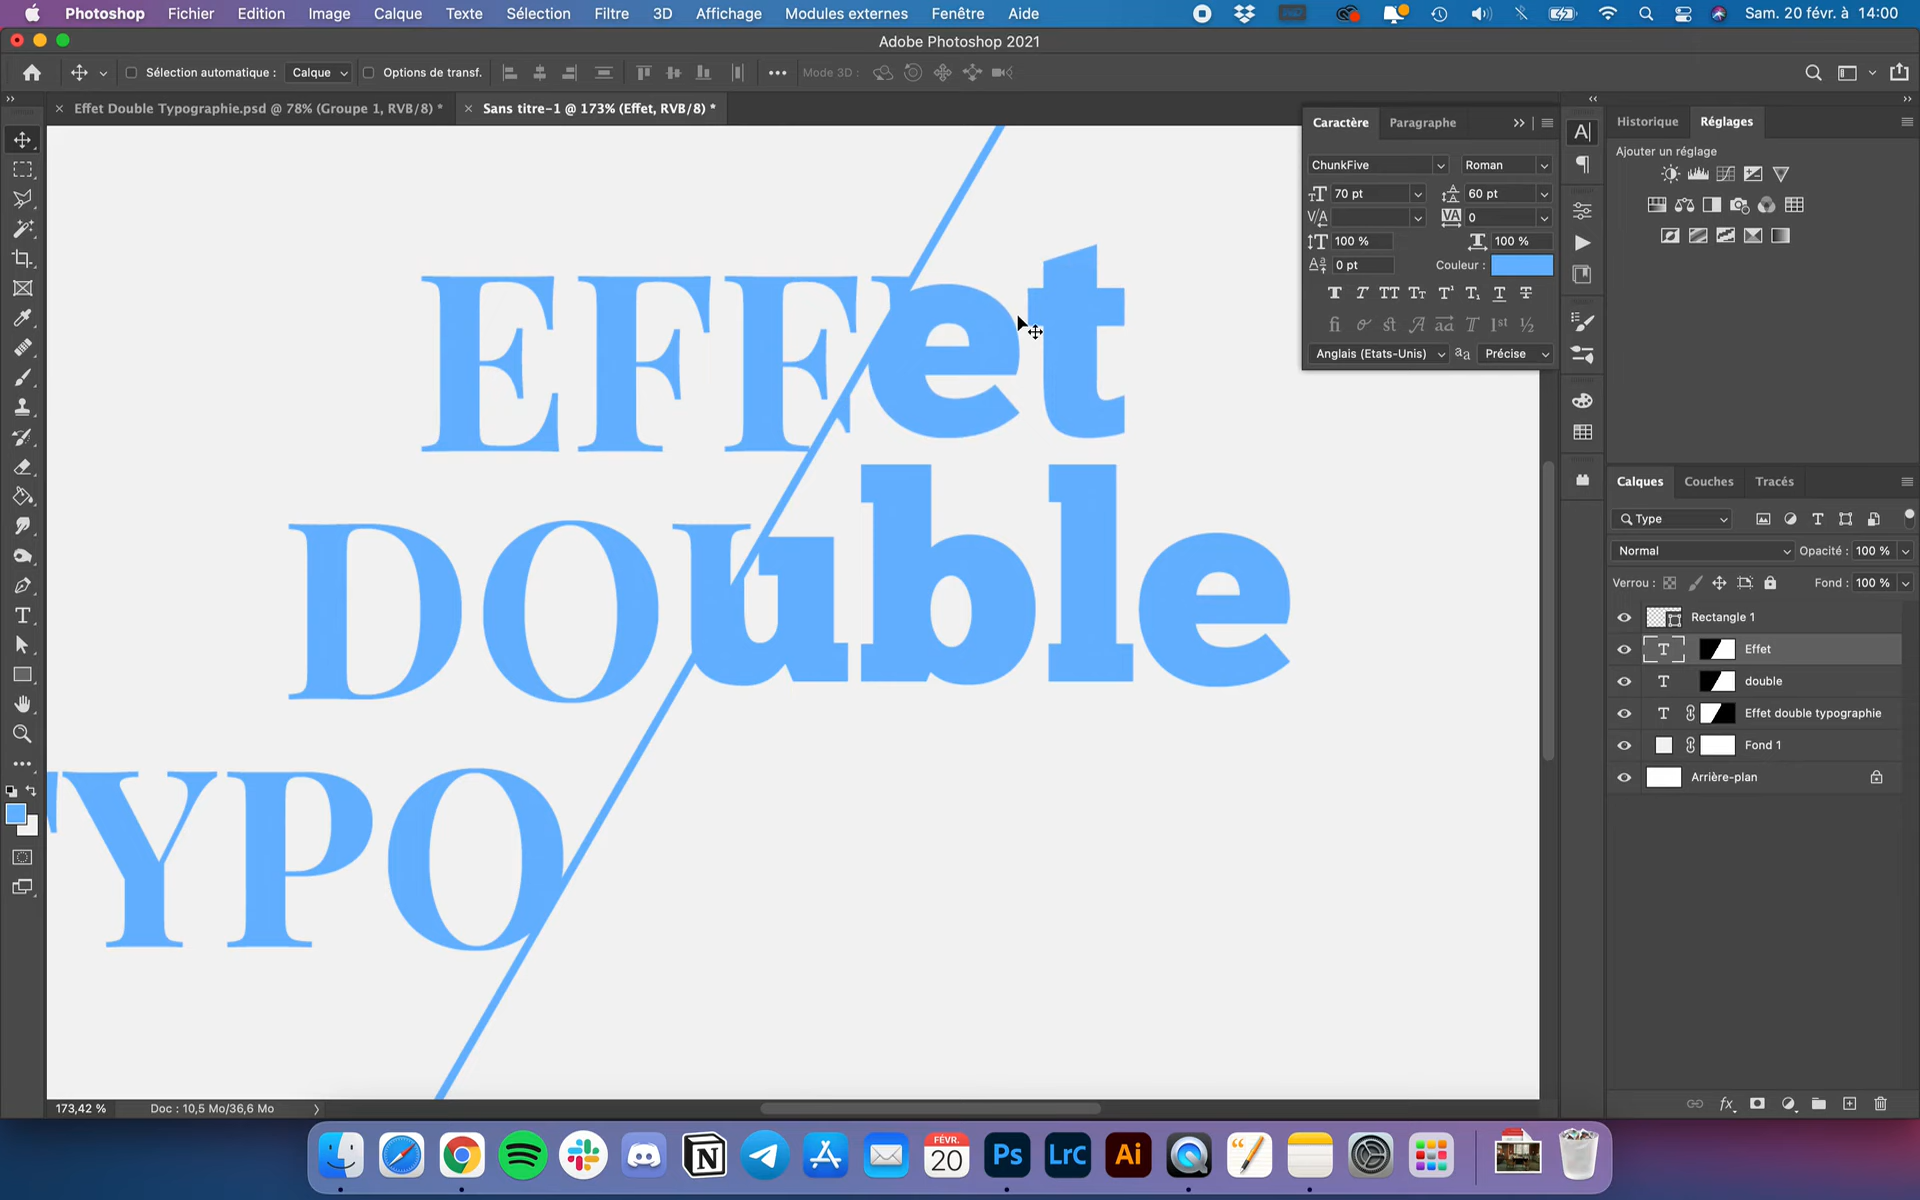 Photoshop Fichier Edition Image Calque Texte Sélection Filtre 3D Affichage Modules externes Fenêtre Aide Sam. 20 févr. à 14:00
Adobe Photoshop 2021
Sélection automatique : Calque Options de transf. Mode 3D :
Effet Double Typographie.psd @ 78% (Groupe 1, RVB/8) * Sans titre-1 @ 173% (Effet, RVB/8) *
Caractère Paragraphe
ChunkFive Roman
70 pt 60 pt
0
100 % 100 %
0 pt Couleur :
Anglais (Etats-Unis) Précise
Historique Réglages
Ajouter un réglage
EFFet
DOUble
TYPO
Calques Couches Tracés
Type
Normal Opacité : 100 %
Verrou : Fond : 100 %
Rectangle 1
Effet
double
Effet double typographie
Fond 1
Arrière-plan
173,42 % Doc : 10,5 Mo/36,6 Mo
FÉVR.
20
Ps LrC Ai